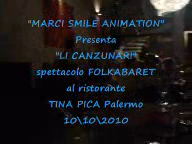 "MARCI SMILE ANIMATION"
Presenta
"LI CANZUNARI"
spettacolo FOLKABARET
al ristorante
TINA PICA Palermo
10\10\2010